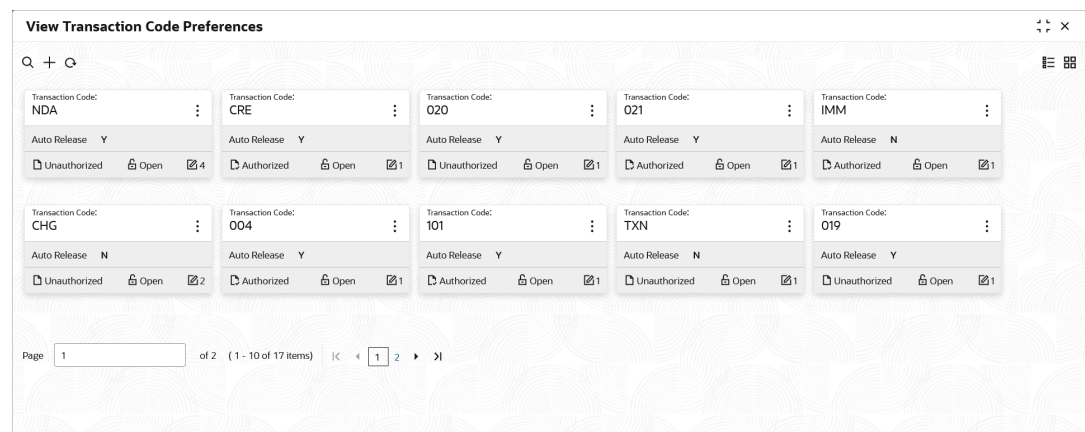 View Transaction Code Preferences
Transaction Code: Transaction Code: Transaction Code: Transaction Code: Transaction Code:
NDA CRE 020 021 IMM
Auto Release Y Auto Release Y Auto Release Y Auto Release Y Auto Release N
Unauthorized Open 4 Authorized Open 1 Unauthorized Open 1 Authorized Open 1 Authorized Open 1
Transaction Code: Transaction Code: Transaction Code: Transaction Code: Transaction Code:
CHG 004 101 TXN 019
Auto Release N Auto Release Y Auto Release Y Auto Release N Auto Release Y
Unauthorized Open 2 Authorized Open 1 Authorized Open 1 Unauthorized Open 1 Unauthorized Open 1
Page 1 of 2 (1 - 10 of 17 items) 1 2